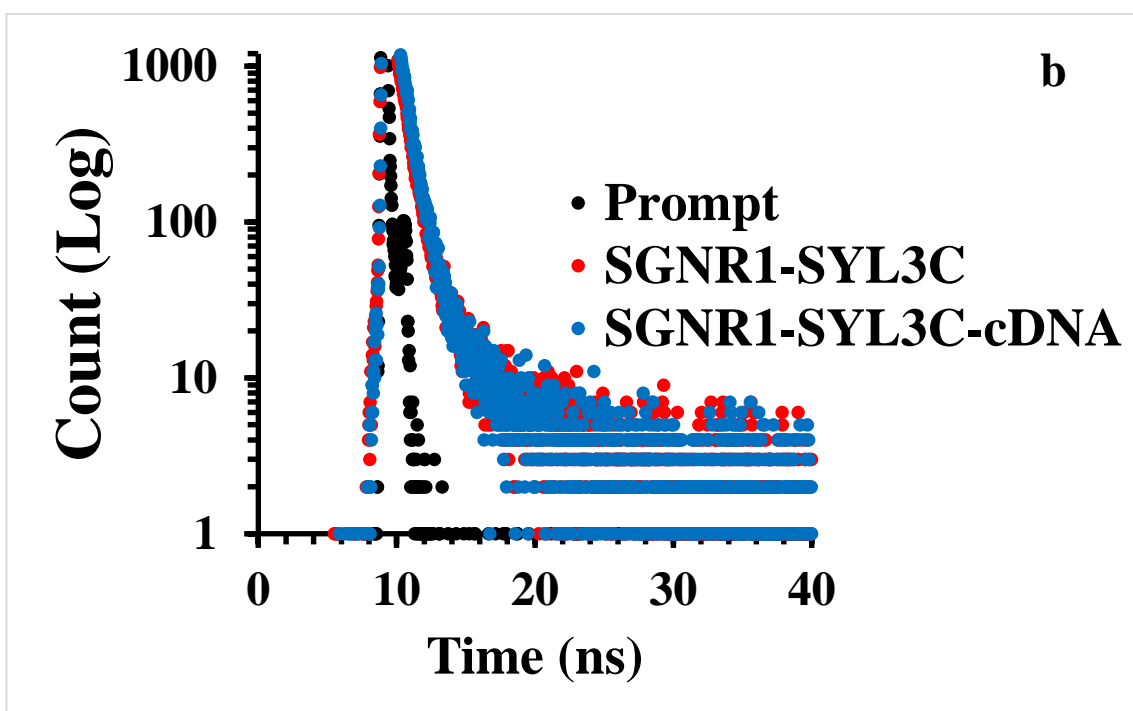 b
1000
100
10
1
Count (Log)
Prompt
SGNR1-SYL3C
SGNR1-SYL3C-cDNA
0 10 20 30 40
Time (ns)